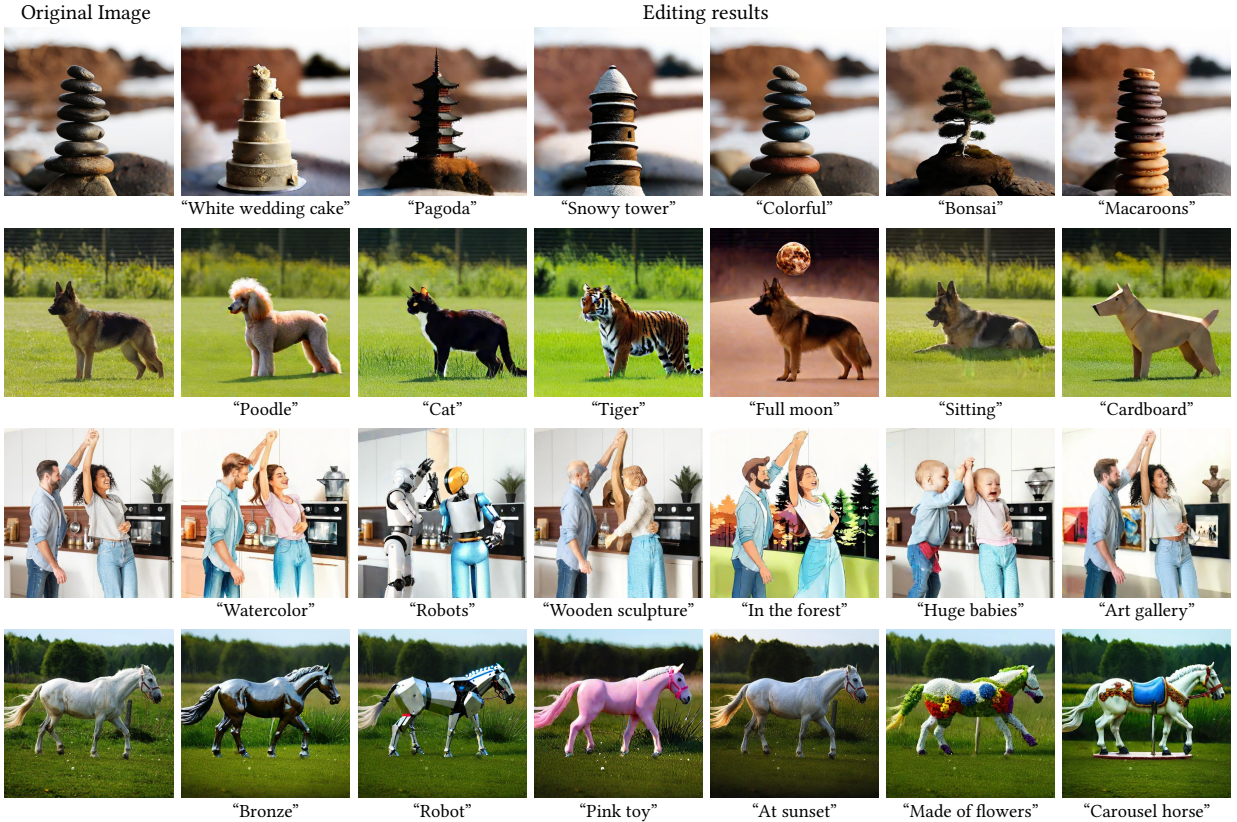 Original Image
Editing results
“White wedding cake”
“Pagoda”
“Snowy tower”
“Colorful”
“Bonsai”
“Macaroons”
“Poodle”
“Cat”
“Tiger”
“Full moon”
“Sitting”
“Cardboard”
“Watercolor”
“Robots”
“Wooden sculpture”
“In the forest”
“Huge babies”
“Art gallery”
“Bronze”
“Robot”
“Pink toy”
“At sunset”
“Made of flowers”
“Carousel horse”